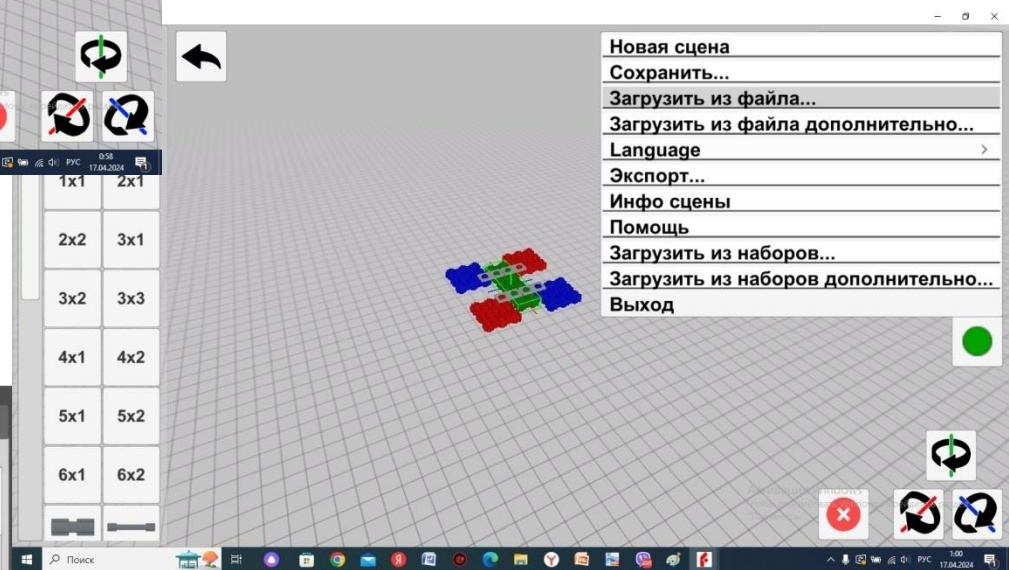 Новая сцена
Сохранить...
Загрузить из файла...
Загрузить из файла дополнительно...
Language
Экспорт...
Инфо сцены
Помощь
Загрузить из наборов...
Загрузить из наборов дополнительно...
Выход
РУС 0:58
17.04.2024
1x1 2x1
2x2 3x1
3x2 3x3
4x1 4x2
5x1 5x2
6x1 6x2
Поиск
РУС 1:00
17.04.2024